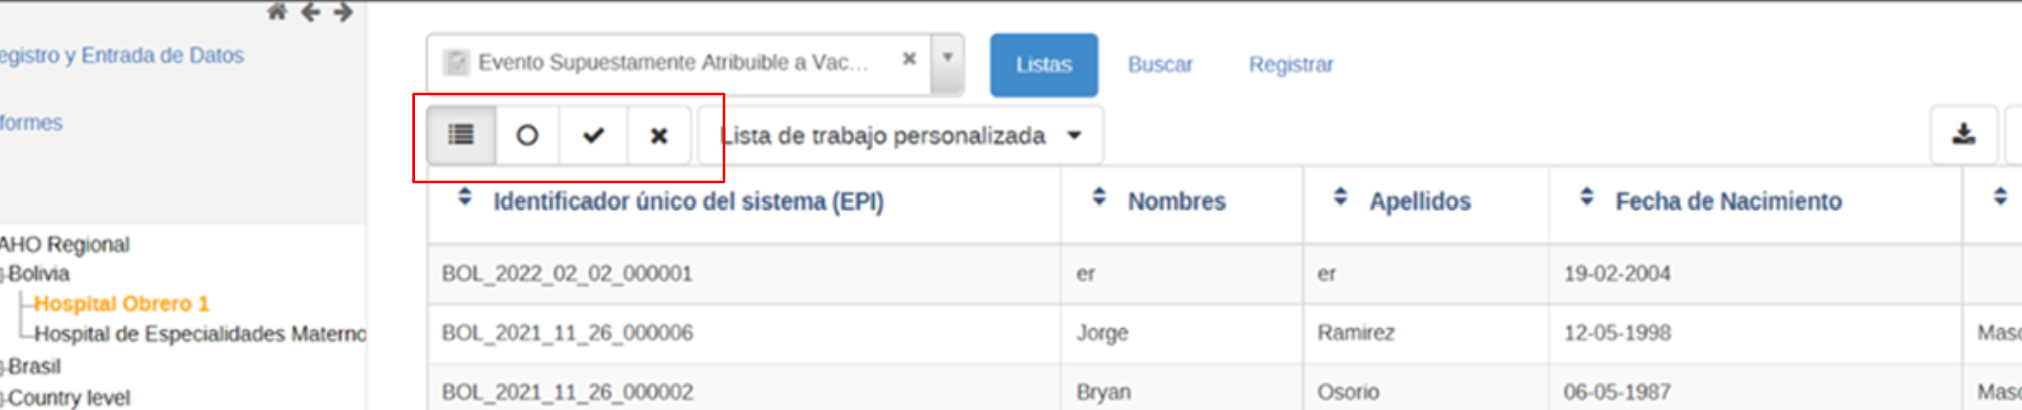 egistro y Entrada de Datos
formes
AHO Regional
Bolivia
Hospital Obrero 1
Hospital de Especialidades Materno
Brasil
Country level
Evento Supuestamente Atribuible a Vac...
Listas
Buscar
Registrar
Lista de trabajo personalizada
Identificador único del sistema (EPI) Nombres Apellidos Fecha de Nacimiento
BOL_2022_02_02_000001 er er 19-02-2004
BOL_2021_11_26_000006 Jorge Ramirez 12-05-1998 Masc
BOL_2021_11_26_000002 Bryan Osorio 06-05-1987 Masc